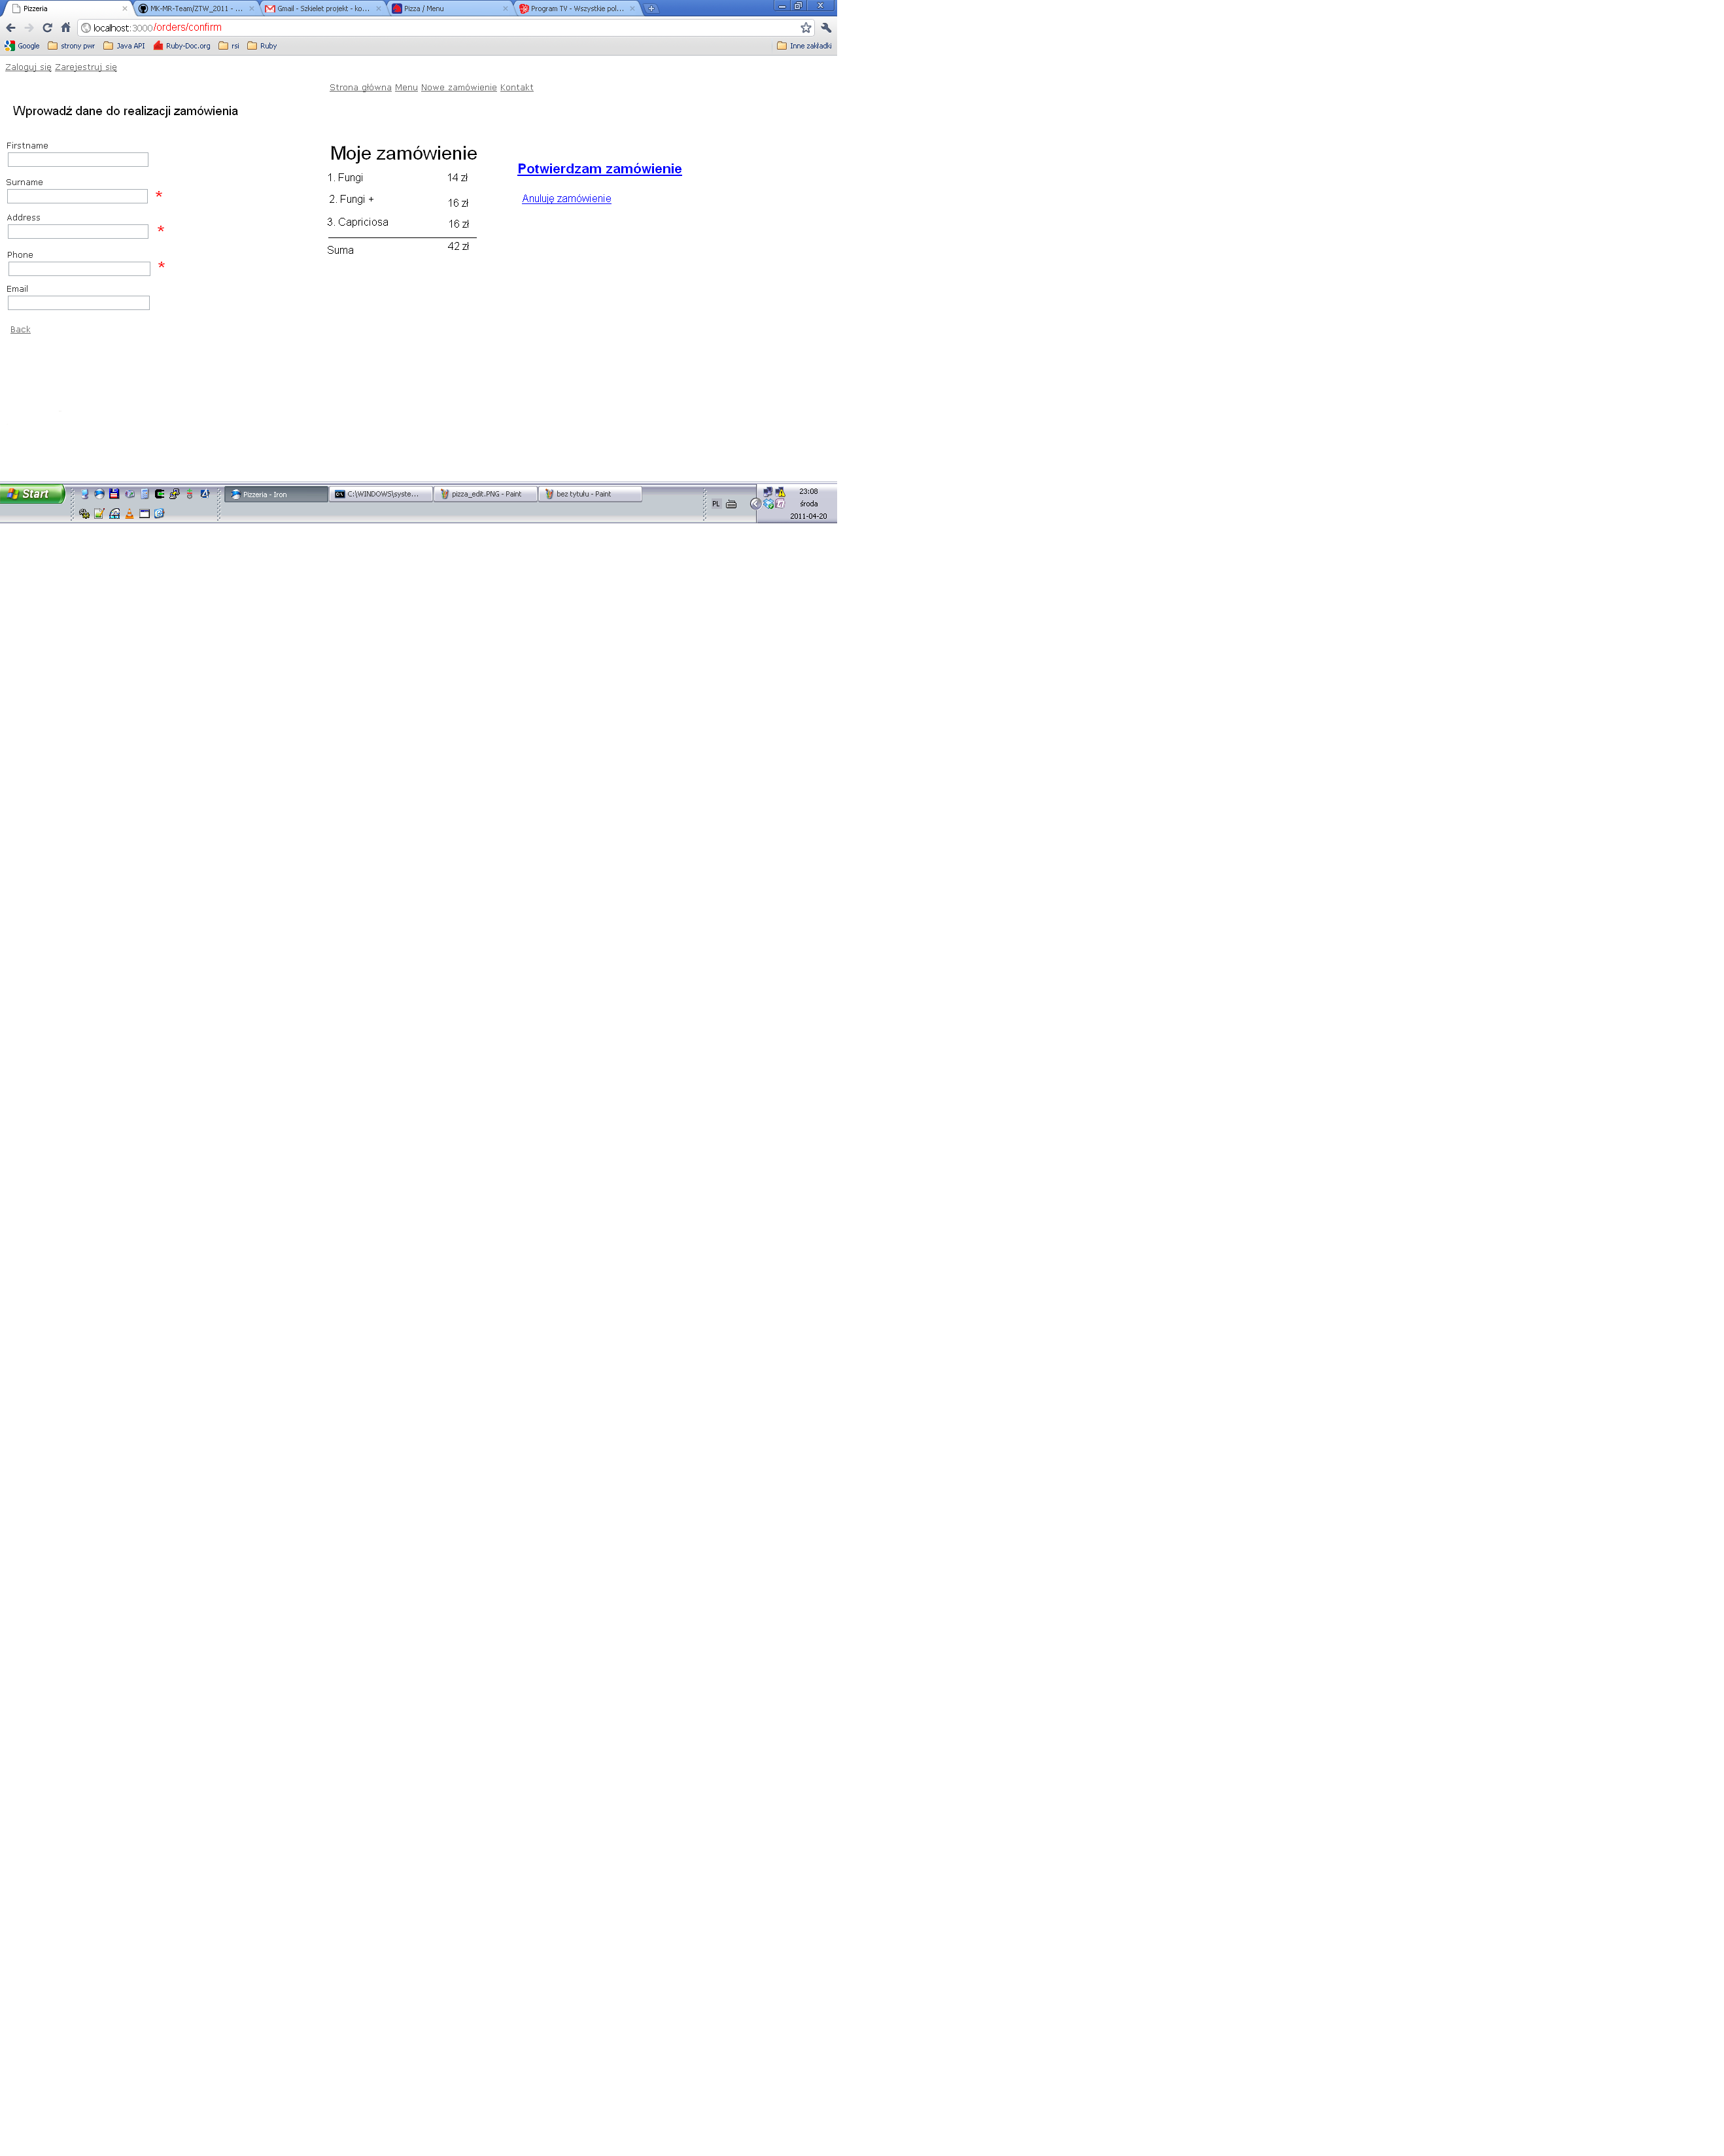 Pizzeria
MK-MR-Team/ZTW_2011 - ...
Gmail - Szkielet projekt - ko...
Pizza / Menu
Program TV - Wszystkie pol...
localhost:3000/orders/confirm
Google strony pwr Java API Ruby-Doc.org rsi Ruby Inne zakładki
Zaloguj się Zarejestruj się
Strona główna Menu Nowe zamówienie Kontakt
Wprowadź dane do realizacji zamówienia
Firstname
Surname
*
Address
*
Phone
*
Email
Back
Moje zamówienie
1. Fungi 14 zł
2. Fungi + 16 zł
3. Capriciosa 16 zł
Suma 42 zł
Potwierdzam zamówienie
Anuluję zamówienie
Start
Pizzeria - Iron
C:\WINDOWS\syste...
pizza_edit.PNG - Paint
bez tytułu - Paint
PL
23:08
środa
2011-04-20